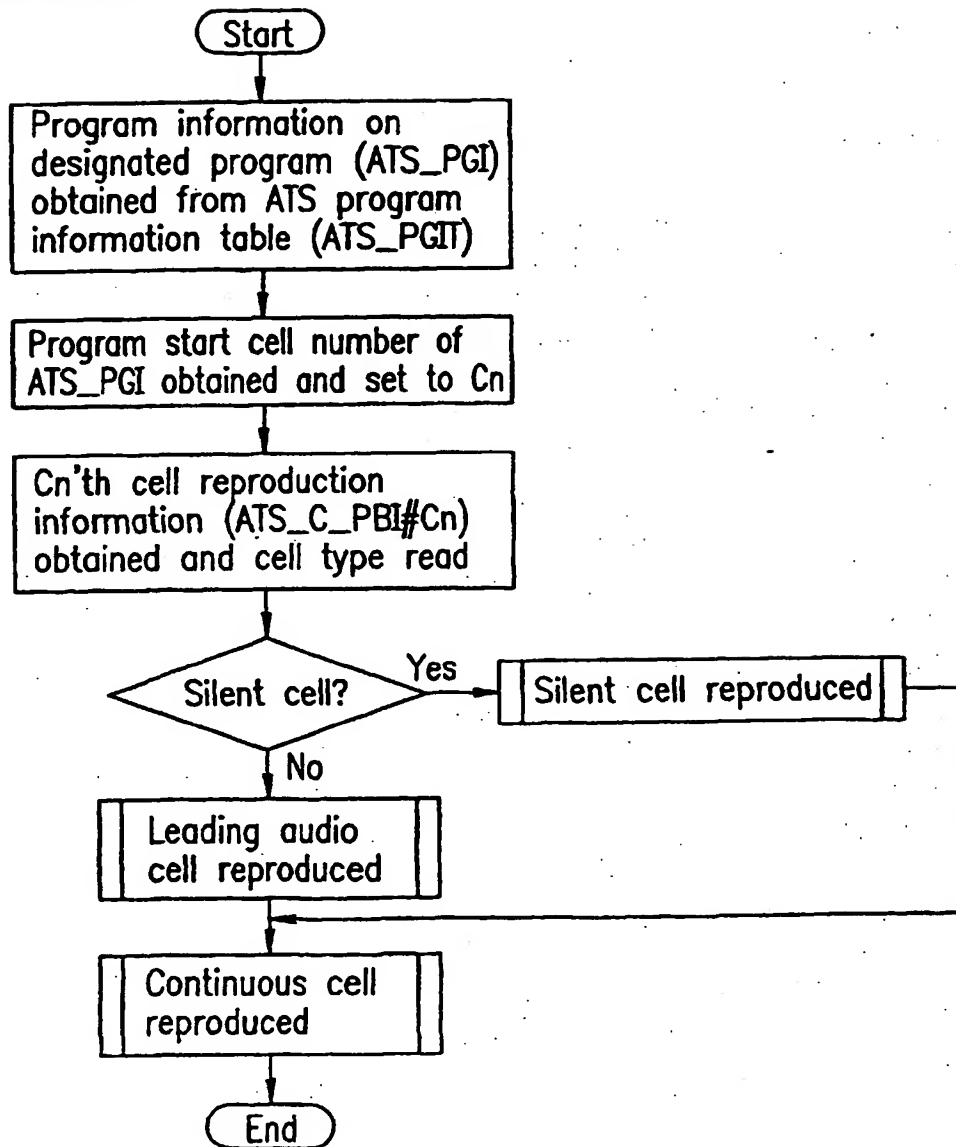 Start
Program information on
designated program (ATS_PGI)
obtained from ATS program
information table (ATS_PGIT)
Program start cell number of
ATS_PGI obtained and set to Cn
Cn'th cell reproduction
information (ATS_C_PBI#Cn)
obtained and cell type read
Silent cell?
Yes
Silent cell reproduced
No
Leading audio
cell reproduced
Continuous cell
reproduced
End